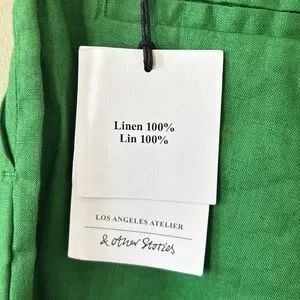 Linen 100%
Lin 100%
LOS ANGELES ATELIER
& other Stories